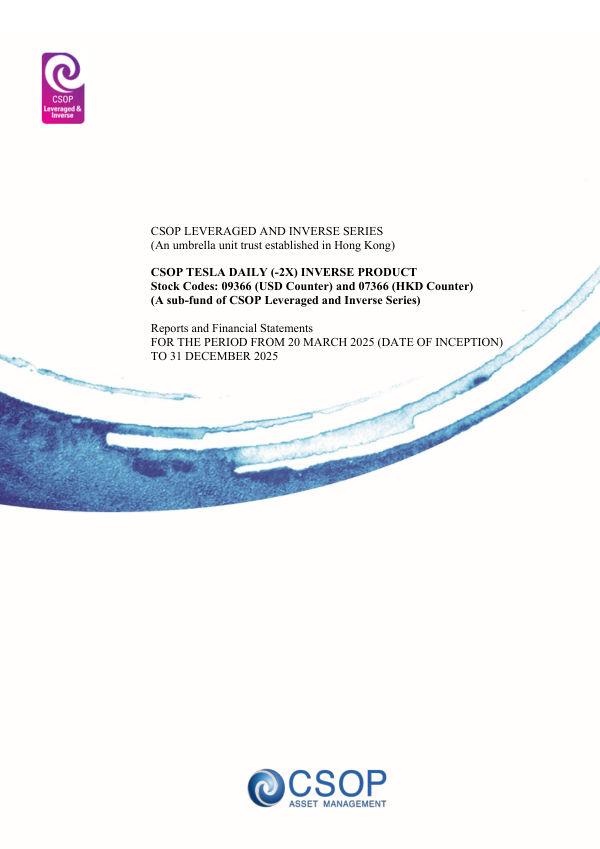 CSOP
Leveraged &
Inverse
CSOP LEVERAGED AND INVERSE SERIES
(An umbrella unit trust established in Hong Kong)
CSOP TESLA DAILY (-2X) INVERSE PRODUCT
Stock Codes: 09366 (USD Counter) and 07366 (HKD Counter)
(A sub-fund of CSOP Leveraged and Inverse Series)
Reports and Financial Statements
FOR THE PERIOD FROM 20 MARCH 2025 (DATE OF INCEPTION)
TO 31 DECEMBER 2025
CSOP
ASSET MANAGEMENT